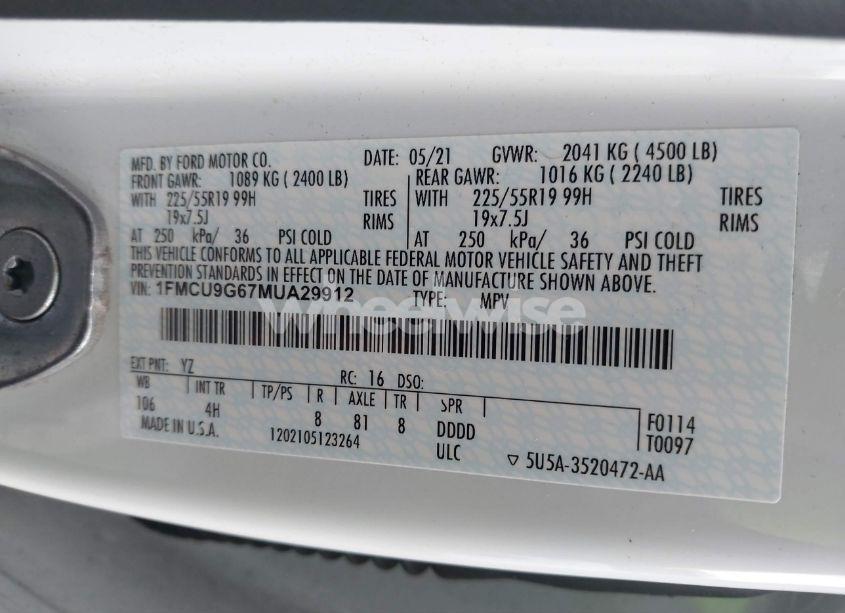 MFD. BY FORD MOTOR CO. DATE: 05/21 GVWR: 2041 KG ( 4500 LB)
FRONT GAWR: 1089 KG ( 2400 LB) REAR GAWR: 1016 KG ( 2240 LB)
WITH 225/55R19 99H TIRES WITH 225/55R19 99H TIRES
19x7.5J RIMS 19x7.5J RIMS
AT 250 kPa/ 36 PSI COLD AT 250 kPa/ 36 PSI COLD
THIS VEHICLE CONFORMS TO ALL APPLICABLE FEDERAL MOTOR VEHICLE SAFETY AND THEFT
PREVENTION STANDARDS IN EFFECT ON THE DATE OF MANUFACTURE SHOWN ABOVE.
VIN: 1FMCU9G67MUA29912 TYPE: MPV
Wheelwise
EXT PNT: YZ RC: 16 DSO:
WB INT TR TP/PS R AXLE TR SPR
106 4H 8 81 8 DDDD F0114
MADE IN U.S.A. 1202105123264 ULC T0097
5U5A-3520472-AA